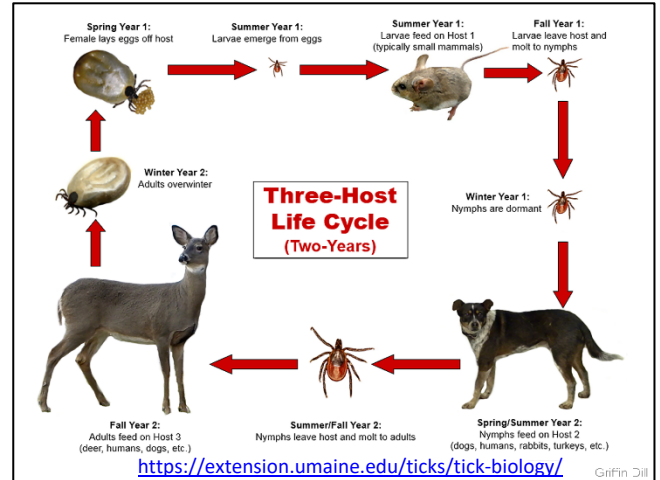 Spring Year 1:
Female lays eggs off host
Summer Year 1:
Larvae emerge from eggs
Summer Year 1:
Larvae feed on Host 1
(typically small mammals)
Fall Year 1:
Larvae leave host and
molt to nymphs
Winter Year 2:
Adults overwinter
Three-Host
Life Cycle
(Two-Years)
Winter Year 1:
Nymphs are dormant
Fall Year 2:
Adults feed on Host 3
(deer, humans, dogs, etc.)
Summer/Fall Year 2:
Nymphs leave host and molt to adults
Spring/Summer Year 2:
Nymphs feed on Host 2
(dogs, humans, rabbits, turkeys, etc.)
https://extension.umaine.edu/ticks/tick-biology/
Griffin Dill